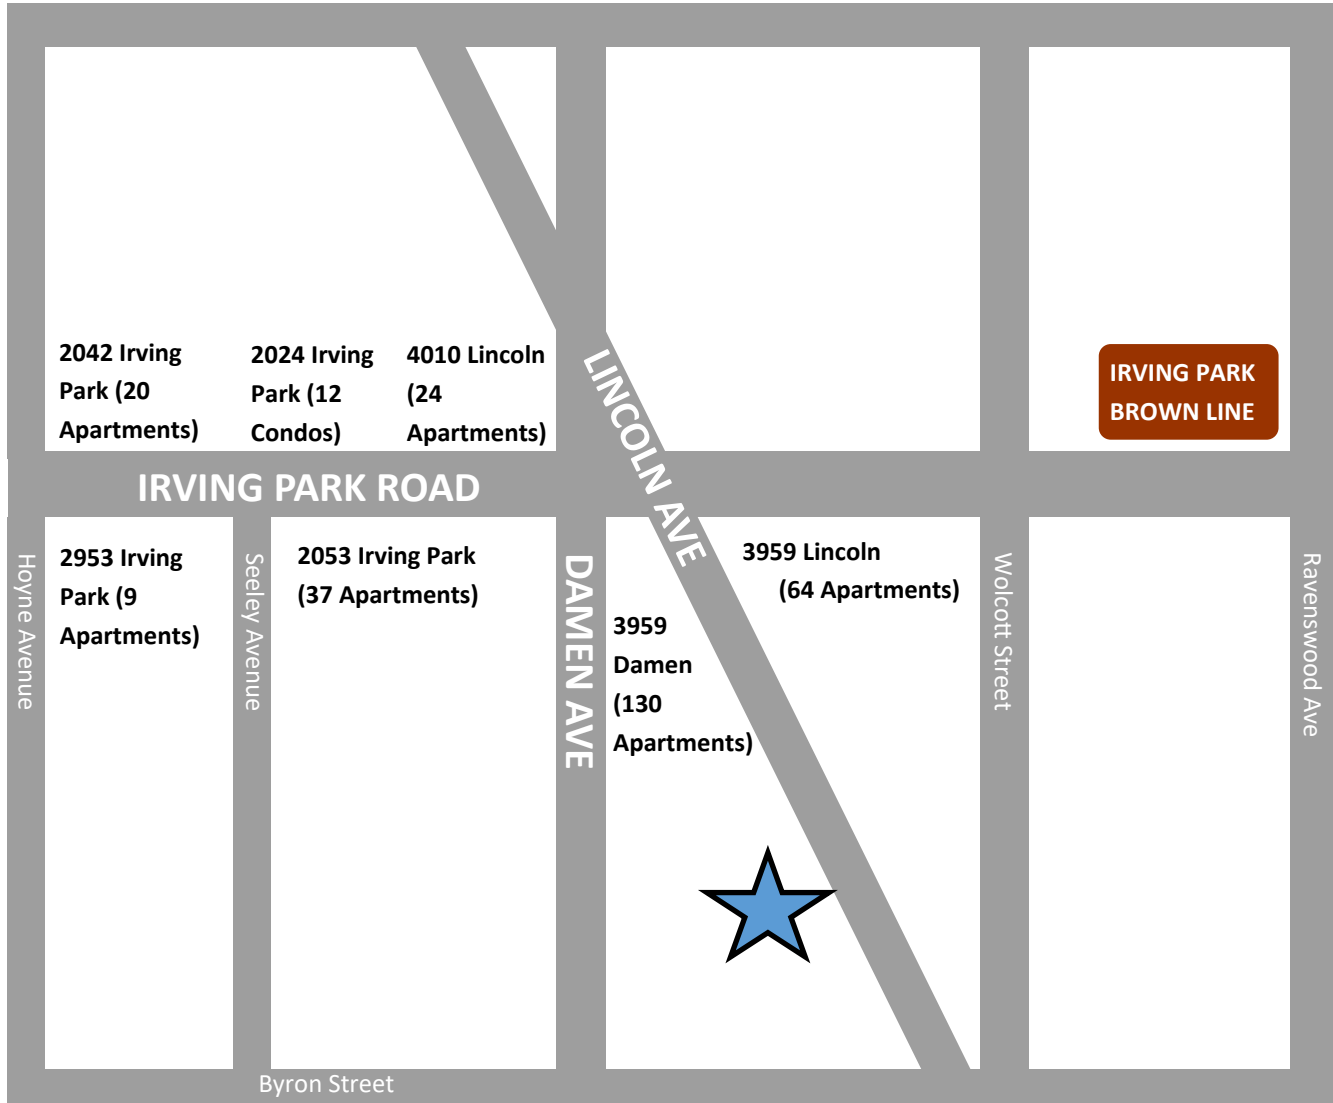 2042 Irving
Park (20
Apartments)
2024 Irving
Park (12
Condos)
4010 Lincoln
(24
Apartments)
LINCOLN AVE
IRVING PARK
BROWN LINE
IRVING PARK ROAD
Hoyne Avenue
2953 Irving
Park (9
Apartments)
Seeley Avenue
2053 Irving Park
(37 Apartments)
DAMEN AVE
3959
Damen
(130
Apartments)
3959 Lincoln
(64 Apartments)
Wolcott Street
Ravenswood Ave
Byron Street